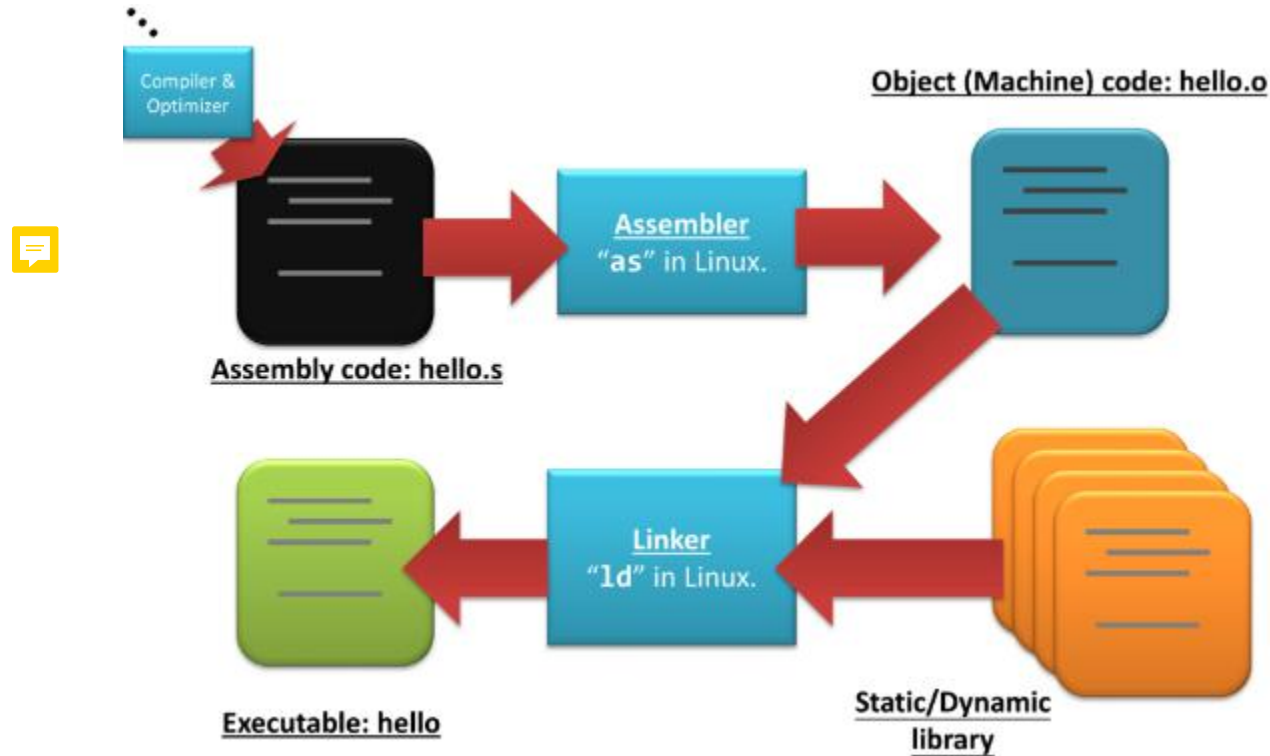 Compiler &
Optimizer
Object (Machine) code: hello.o
Assembler
“as” in Linux.
Assembly code: hello.s
Linker
“ld” in Linux.
Static/Dynamic
library
Executable: hello